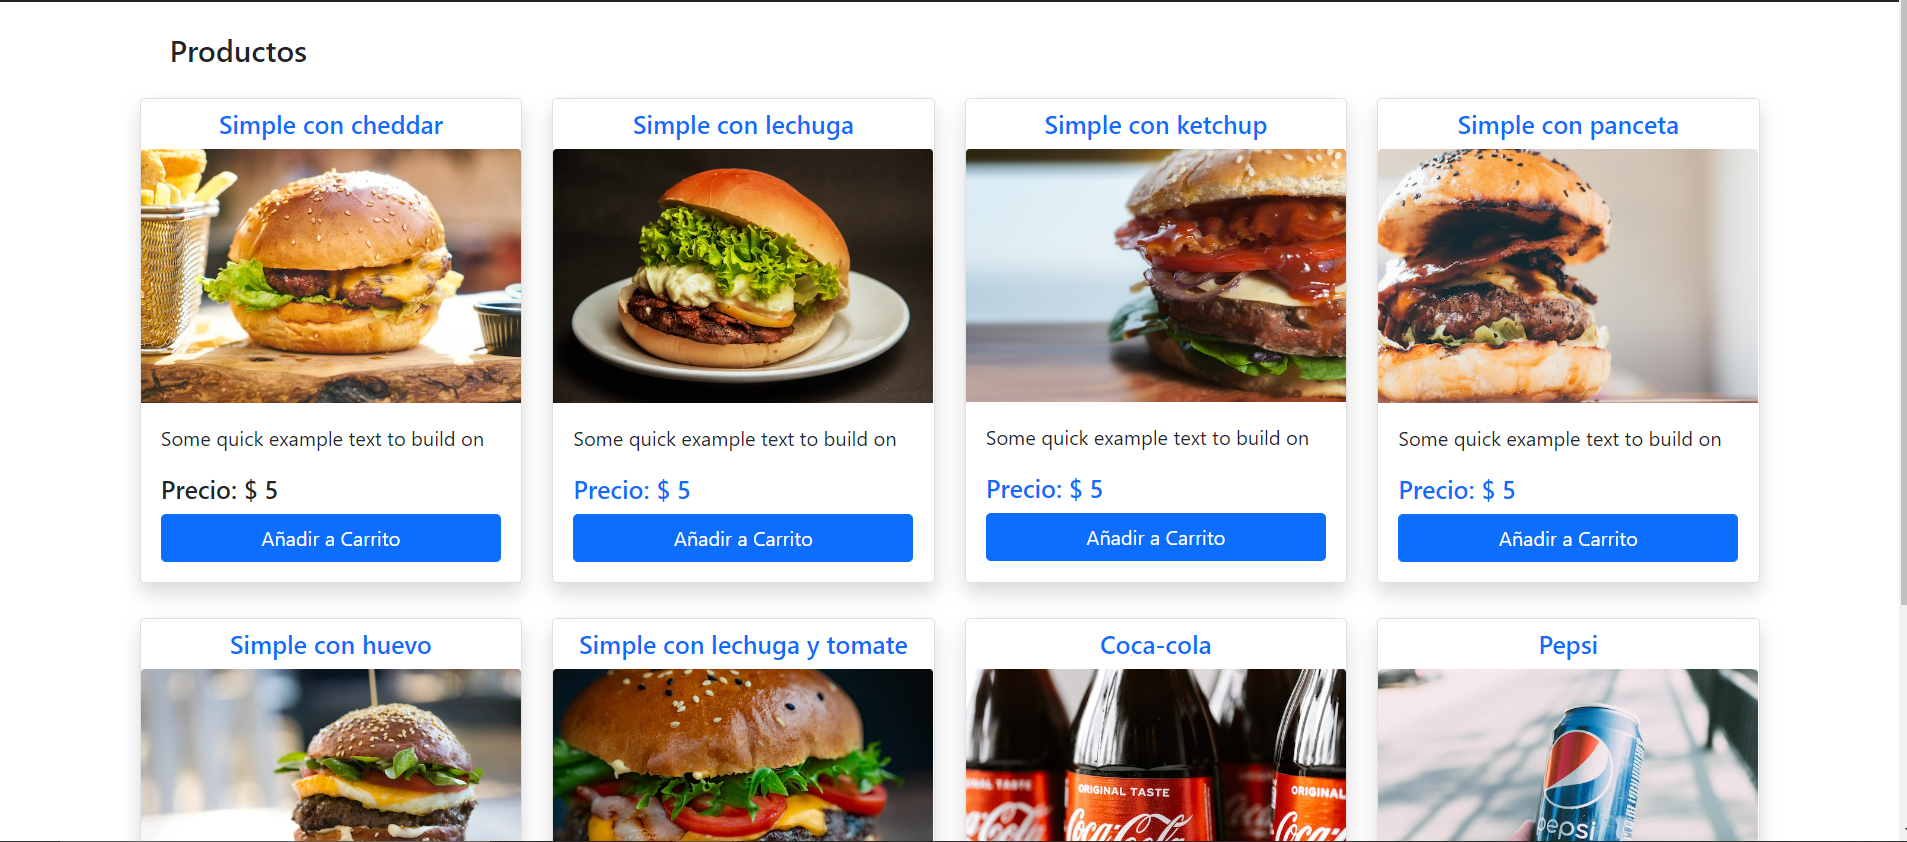 Productos
Simple con cheddar
Simple con lechuga
Simple con ketchup
Simple con panceta
Some quick example text to build on
Some quick example text to build on
Some quick example text to build on
Some quick example text to build on
Precio: $ 5
Precio: $ 5
Precio: $ 5
Precio: $ 5
Añadir a Carrito
Añadir a Carrito
Añadir a Carrito
Añadir a Carrito
Simple con huevo
Simple con lechuga y tomate
Coca-cola
Pepsi
ORIGINAL TASTE
Coca-Cola
pepsi